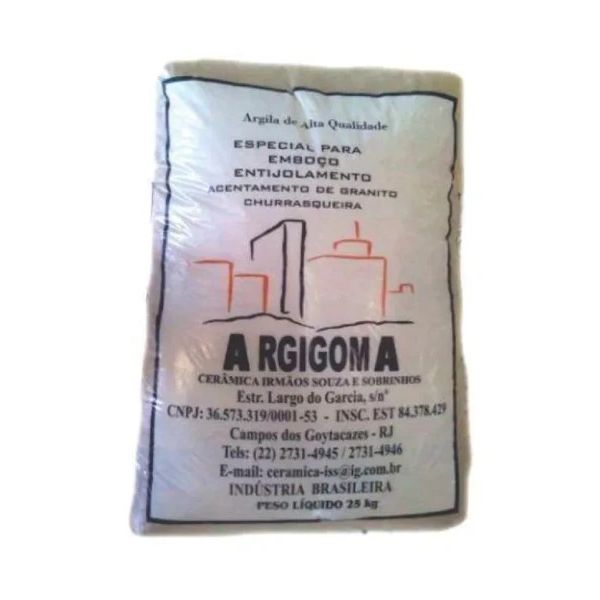 Argila de Alta Qualidade
ESPECIAL PARA
EMBOÇO
ENTIJOLAMENTO
ACENTAMENTO DE GRANITO
CHURRASQUEIRA
A RGIGOM A
CERÂMICA IRMÃOS SOUZA E SOBRINHOS
Estr. Largo do Garcia, s/nº
CNPJ: 36.573.319/0001-53 - INSC. EST 84.378.429
Campos dos Goytacazes - RJ
Tels: (22) 2731-4945 / 2731-4946
E-mail: ceramica-iss@ig.com.br
INDÚSTRIA BRASILEIRA
PESO LÍQUIDO 25 kg